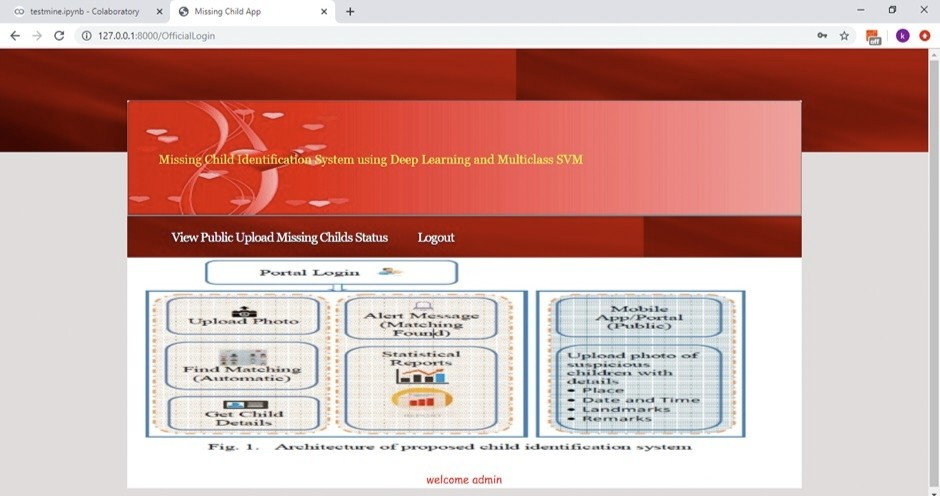 testmine.ipynb - Colaboratory
Missing Child App
127.0.0.1:8000/OfficialLogin
off
k
Missing Child Identification System using Deep Learning and Multiclass SVM
View Public Upload Missing Childs Status
Logout
Portal Login
Upload Photo
Find Matching
(Automatic)
Get Child
Details
Alert Message
(Matching
Found)
Statistical
Reports
Mobile
App/Portal
(Public)
Upload photo of
suspicious
children with
details
• Place
• Date and Time
• Landmarks
• Remarks
Fig. 1. Architecture of proposed child identification system
welcome admin